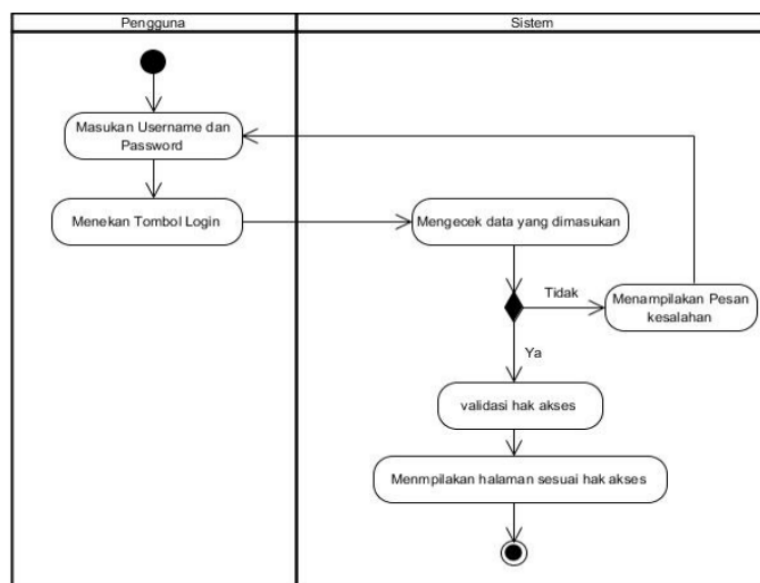 Pengguna
Sistem
Masukan Username dan
Password
Menekan Tombol Login
Mengecek data yang dimasukan
Tidak
Menampilakan Pesan
kesalahan
Ya
validasi hak akses
Menmpilakan halaman sesuai hak akses